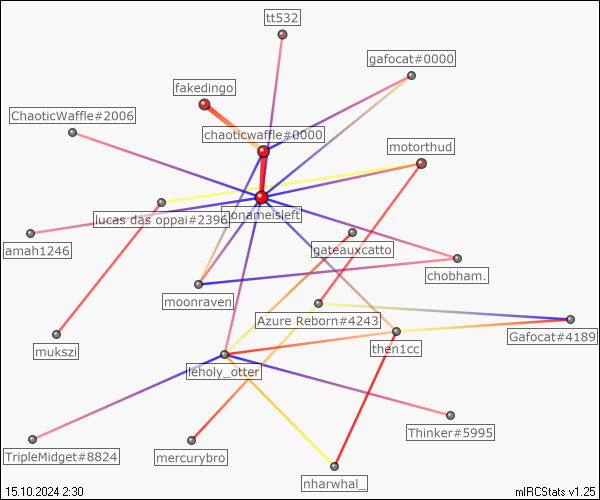 tt532
gafocat#0000
fakedingo
ChaoticWaffle#2006
chaoticwaffle#0000
motorthud
lucas das oppai#2396
lonameisleft
amah1246
gateauxcatto
chobham.
moonraven
Azure Reborn#4243
Gafocat#4189
mukszi
then1cc
leholy_otter
Thinker#5995
TripleMidget#8824
mercurybro
nharwhal_
15.10.2024 2:30
mIRCStats v1.25